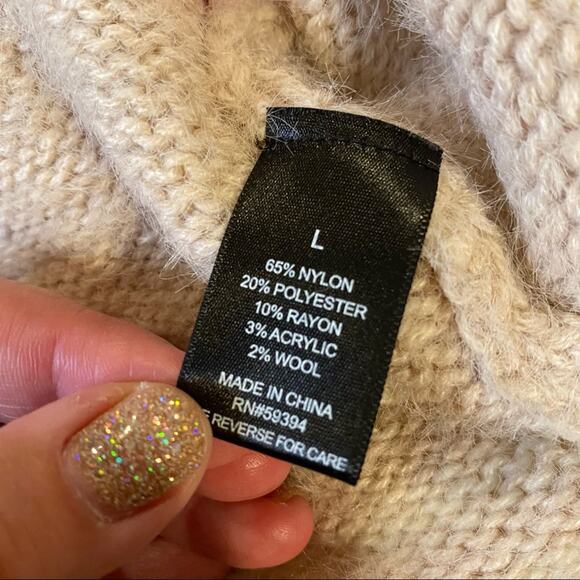 L
65% NYLON
20% POLYESTER
10% RAYON
3% ACRYLIC
2% WOOL
MADE IN CHINA
RN#59394
REVERSE FOR CARE